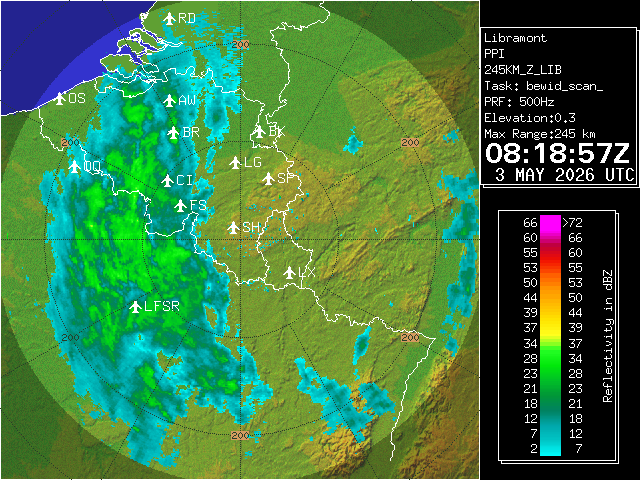 Libramont
PPI
245KM_Z_LIB
Task: bewid_scan_
PRF: 500Hz
Elevation:0.3
Max Range:245 km
08:18:57Z
3 MAY 2026 UTC
RD
200
OS
AW
BR
BK
200
200
LG
CI
SP
FS
SH
LX
LFSR
200
200
200
66 >72
60 66
55 60
53 55
50 53
44 50
39 44
37 39
34 37
28 34
23 28
21 23
18 21
12 18
7 12
2 7
Reflectivity in dBZ